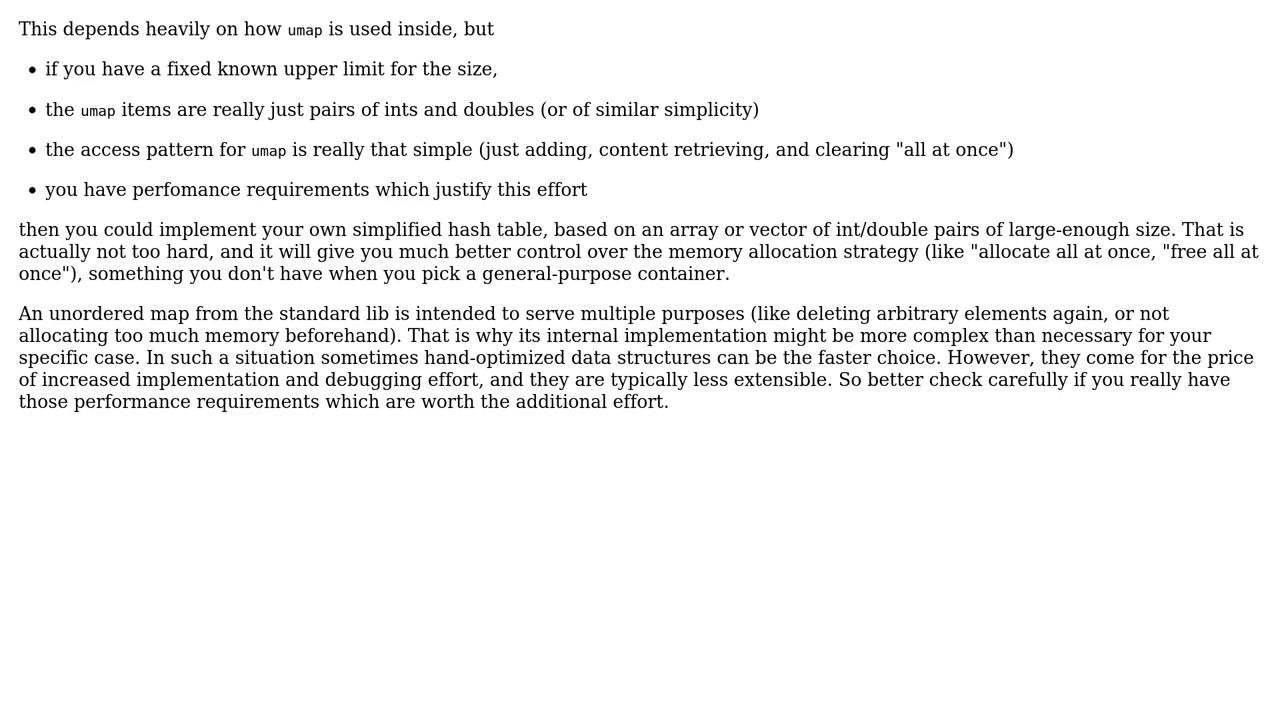 This depends heavily on how umap is used inside, but
• if you have a fixed known upper limit for the size,
• the umap items are really just pairs of ints and doubles (or of similar simplicity)
• the access pattern for umap is really that simple (just adding, content retrieving, and clearing "all at once")
• you have perfomance requirements which justify this effort
then you could implement your own simplified hash table, based on an array or vector of int/double pairs of large-enough size. That is
actually not too hard, and it will give you much better control over the memory allocation strategy (like "allocate all at once, "free all at
once"), something you don't have when you pick a general-purpose container.
An unordered map from the standard lib is intended to serve multiple purposes (like deleting arbitrary elements again, or not
allocating too much memory beforehand). That is why its internal implementation might be more complex than necessary for your
specific case. In such a situation sometimes hand-optimized data structures can be the faster choice. However, they come for the price
of increased implementation and debugging effort, and they are typically less extensible. So better check carefully if you really have
those performance requirements which are worth the additional effort.